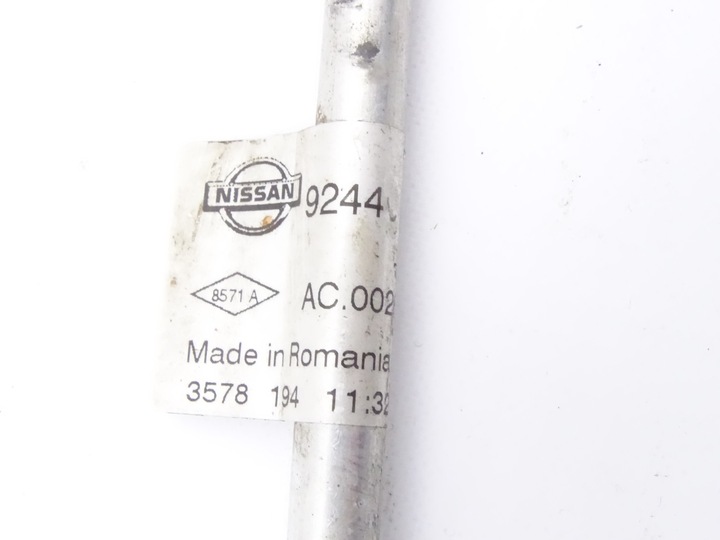 NISSAN 9244
8571 A AC.002
Made in Romania
3578 194 11:32